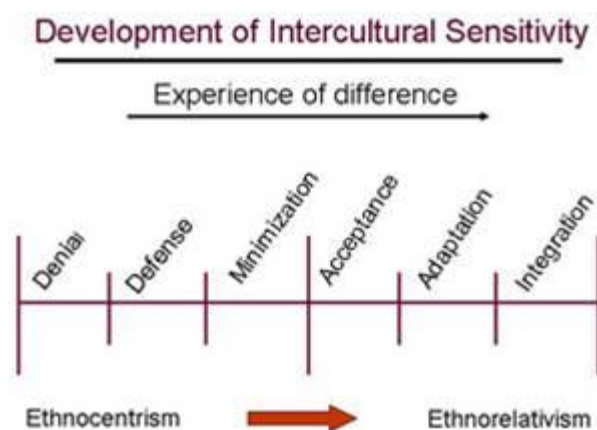 Development of Intercultural Sensitivity
Experience of difference
Denial
Defense
Minimization
Acceptance
Adaptation
Integration
Ethnocentrism
Ethnorelativism